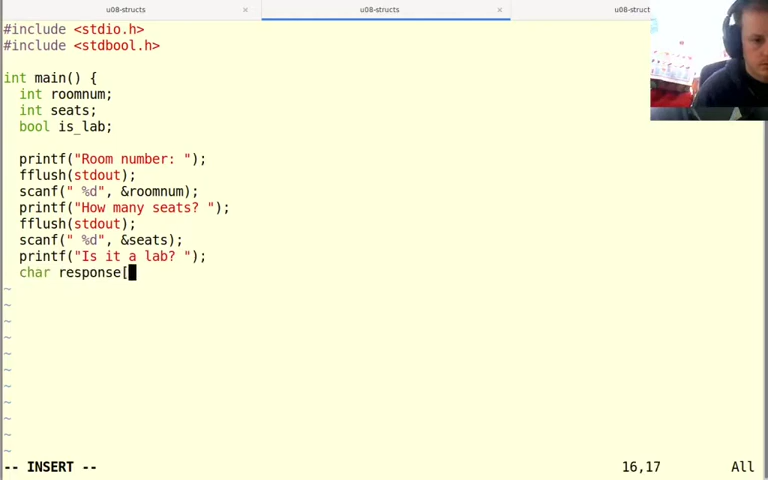 u08-structs × u08-structs × u08-struct
#include <stdio.h>
#include <stdbool.h>
int main() {
  int roomnum;
  int seats;
  bool is_lab;
  printf("Room number: ");
  fflush(stdout);
  scanf(" %d", &roomnum);
  printf("How many seats? ");
  fflush(stdout);
  scanf(" %d", &seats);
  printf("Is it a lab? ");
  char response[
~
~
~
~
~
~
~
~
~
~
~
-- INSERT -- 16,17 All